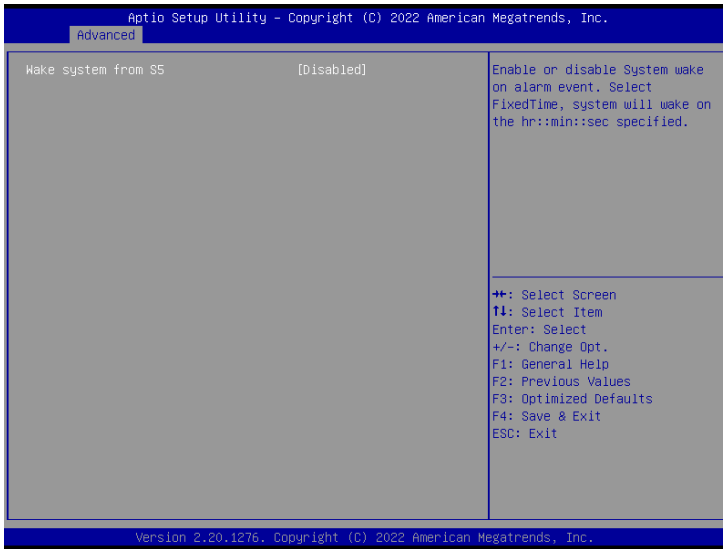 Aptio Setup Utility – Copyright (C) 2022 American Megatrends, Inc.
Advanced
Wake system from S5 [Disabled]
Enable or disable System wake
on alarm event. Select
FixedTime, system will wake on
the hr::min::sec specified.
→←: Select Screen
↑↓: Select Item
Enter: Select
+/-: Change Opt.
F1: General Help
F2: Previous Values
F3: Optimized Defaults
F4: Save & Exit
ESC: Exit
Version 2.20.1276. Copyright (C) 2022 American Megatrends, Inc.